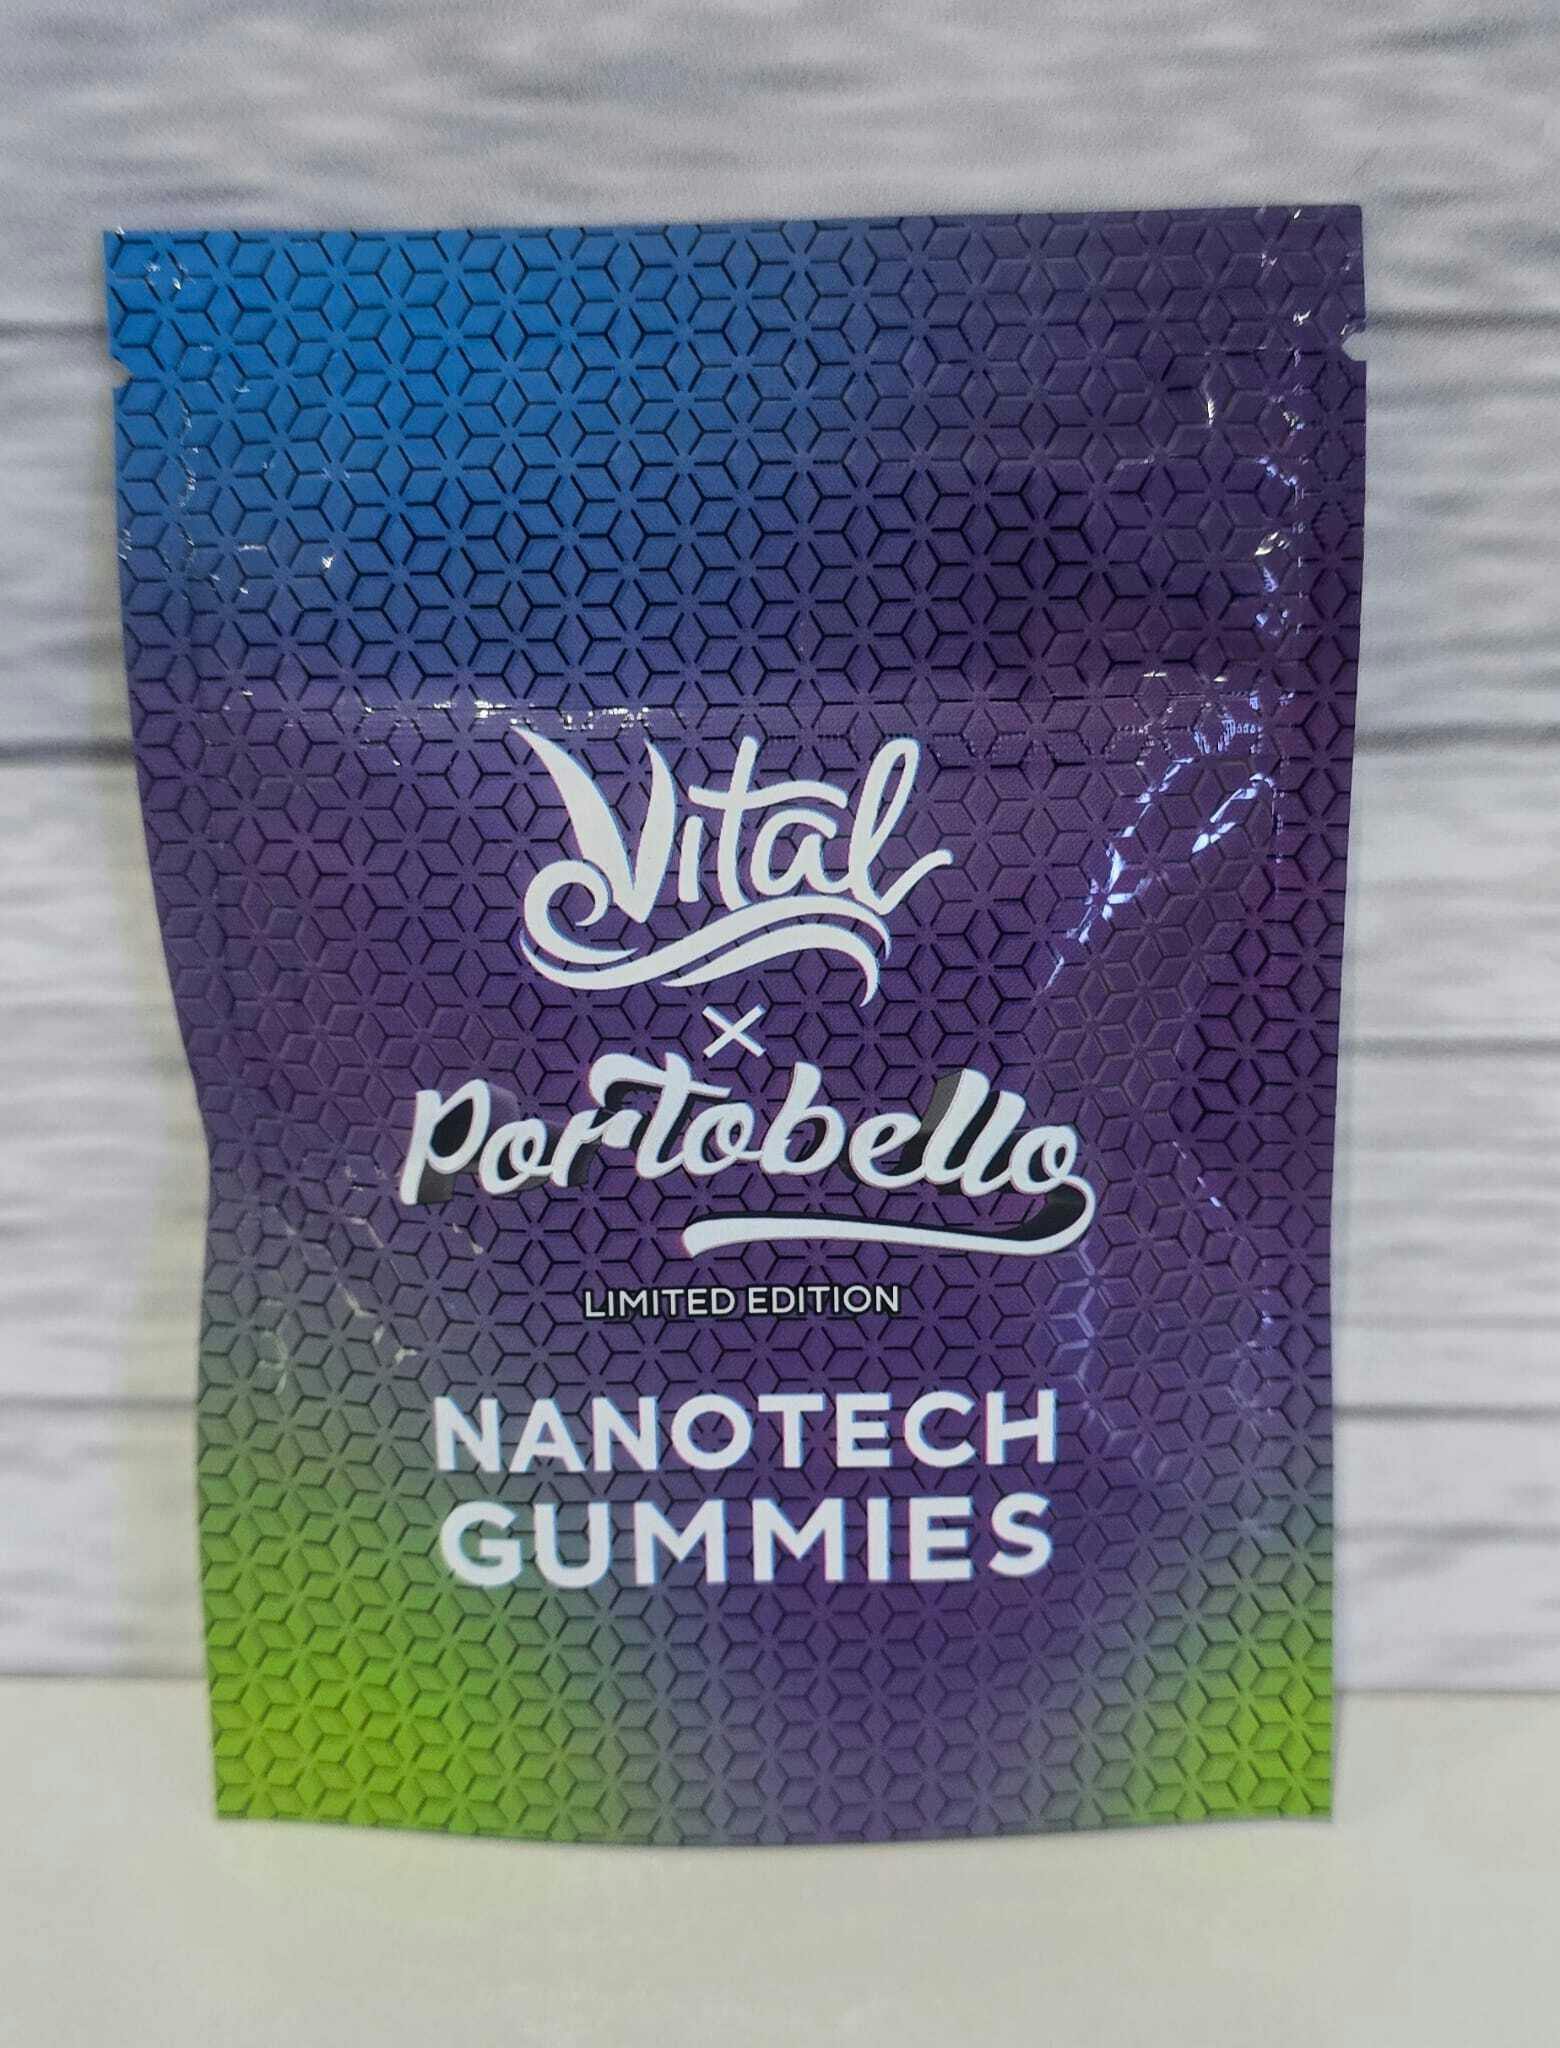 Vital
×
Portobello
LIMITED EDITION
NANOTECH
GUMMIES